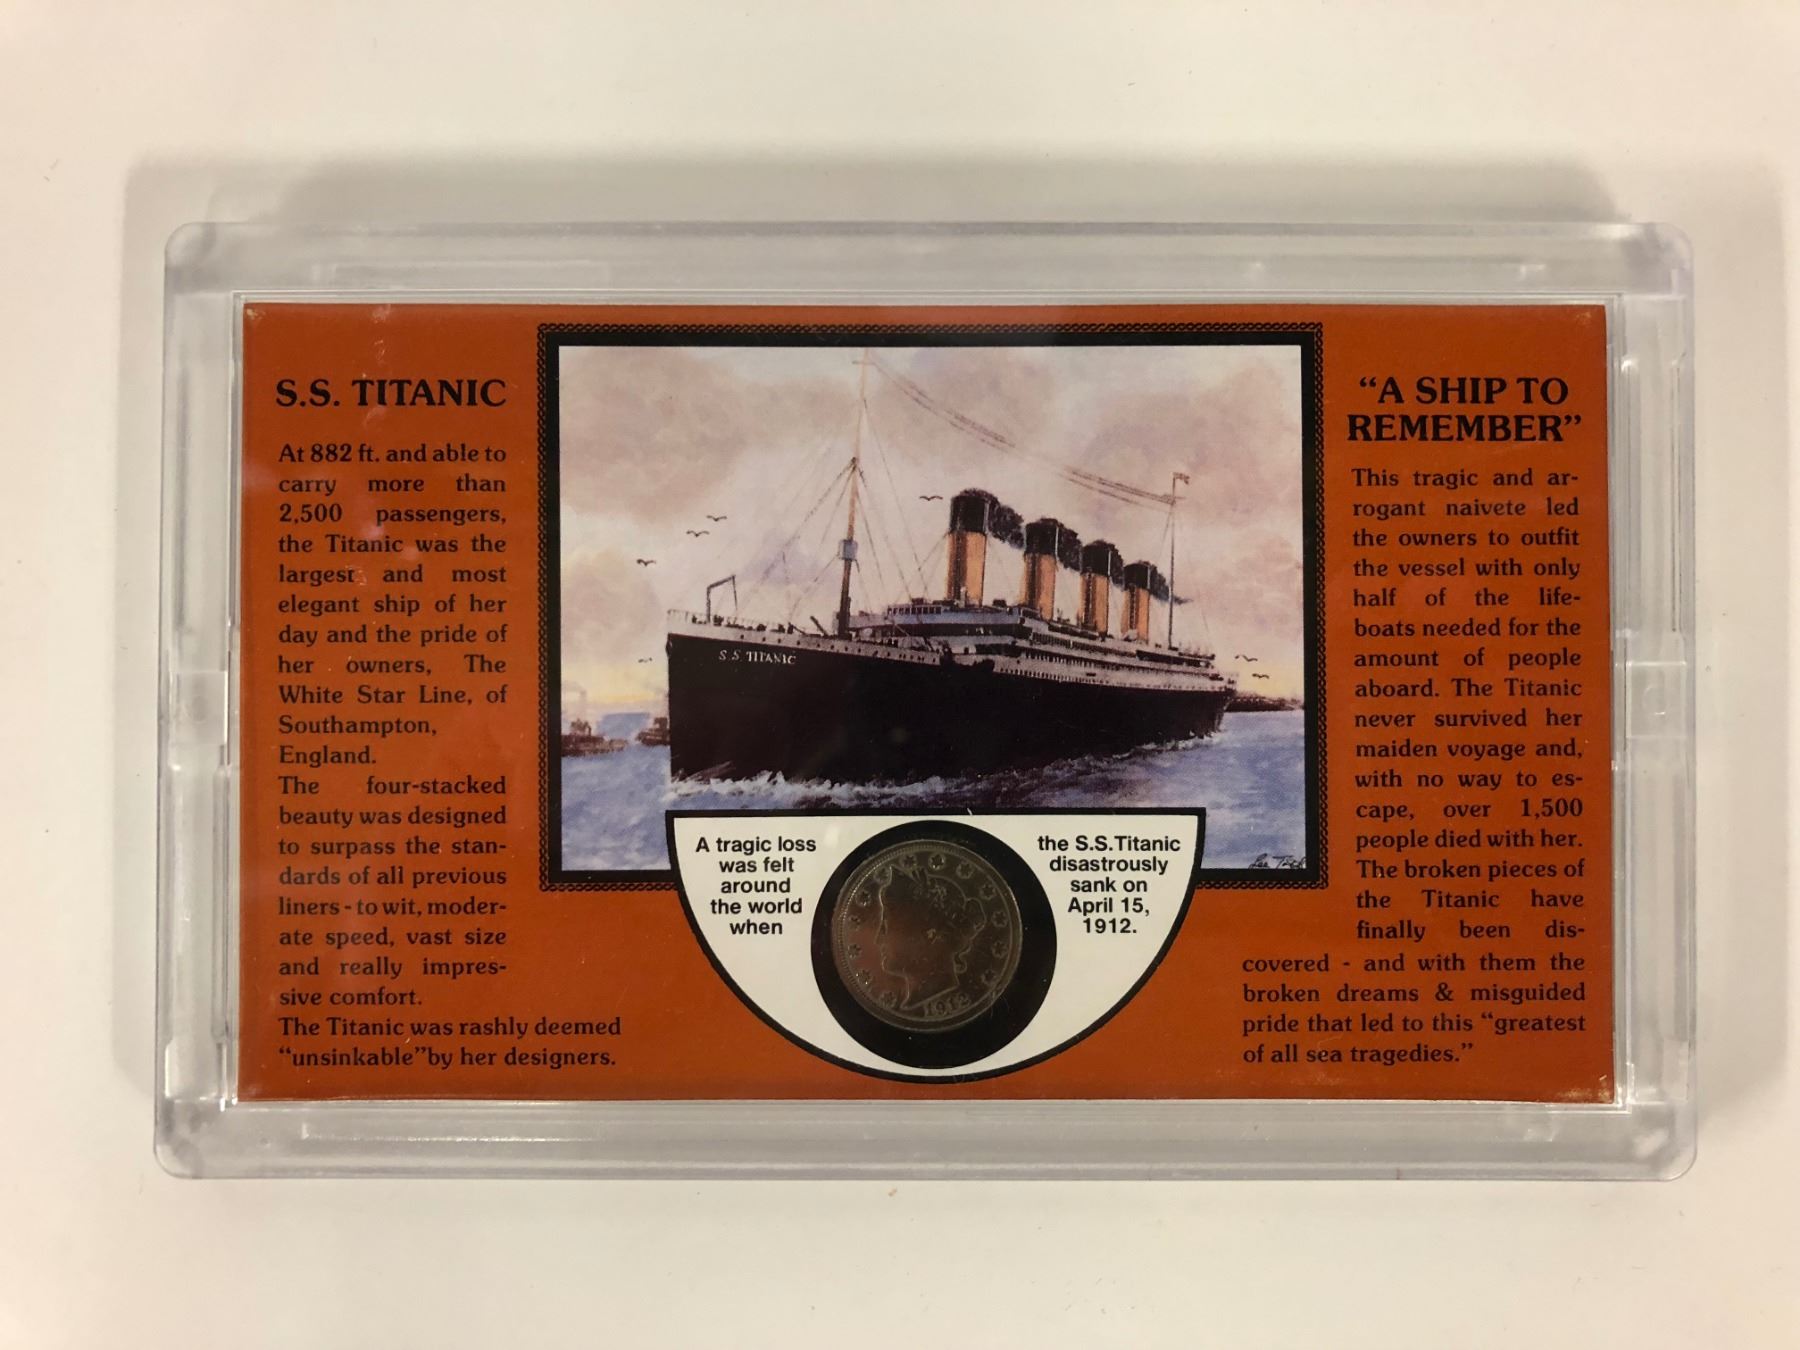 S.S. TITANIC
At 882 ft. and able to
carry more than
2,500 passengers,
the Titanic was the
largest and most
elegant ship of her
day and the pride of
her owners, The
White Star Line, of
Southampton,
England.
The four-stacked
beauty was designed
to surpass the stan-
dards of all previous
liners - to wit, moder-
ate speed, vast size
and really impres-
sive comfort.
The Titanic was rashly deemed
“unsinkable”by her designers.
S.S. TITANIC
A tragic loss
was felt
around
the world
when
1912
the S.S.Titanic
disastrously
sank on
April 15,
1912.
“A SHIP TO
REMEMBER”
This tragic and ar-
rogant naivete led
the owners to outfit
the vessel with only
half of the life-
boats needed for the
amount of people
aboard. The Titanic
never survived her
maiden voyage and,
with no way to es-
cape, over 1,500
people died with her.
The broken pieces of
the Titanic have
finally been dis-
covered - and with them the
broken dreams & misguided
pride that led to this “greatest
of all sea tragedies.”